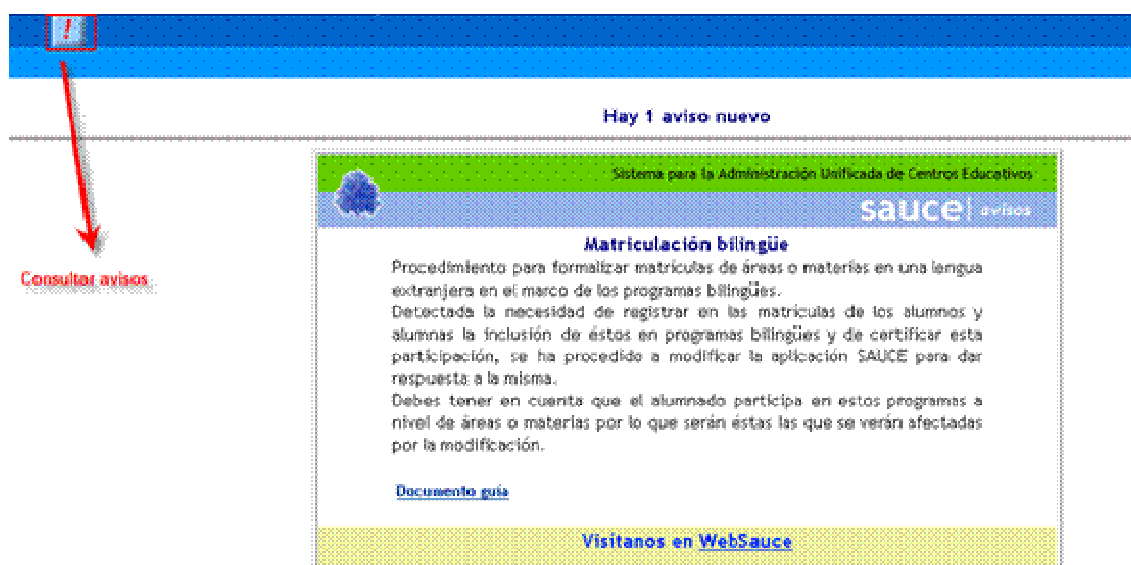 !
Hay 1 aviso nuevo
Sistema para la Administración Unificada de Centros Educativos
sauce| avisos
Matriculación bilingüe
Consultar avisos
Procedimiento para formalizar matrículas de áreas o materias en una lengua
extranjera en el marco de los programas bilingües.
Detectada la necesidad de registrar en las matrículas de los alumnos y
alumnas la inclusión de éstos en programas bilingües y de certificar esta
participación, se ha procedido a modificar la aplicación SAUCE para dar
respuesta a la misma.
Debes tener en cuenta que el alumnado participa en estos programas a
nivel de áreas o materias por lo que serán éstas las que se verán afectadas
por la modificación.
Documento guía
Visítanos en WebSauce